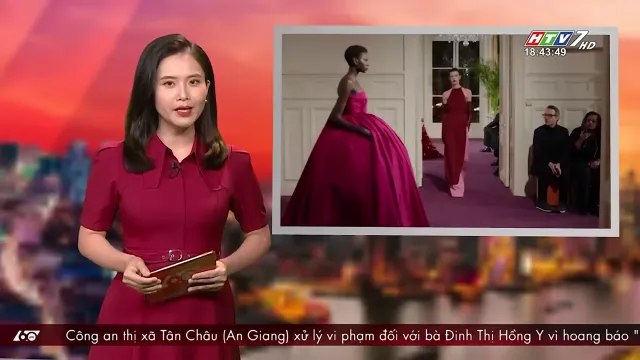 HTV7 HD
18:43:49
60
Công an thị xã Tân Châu (An Giang) xử lý vi phạm đối với bà Đinh Thị Hồng Y vì hoang báo "